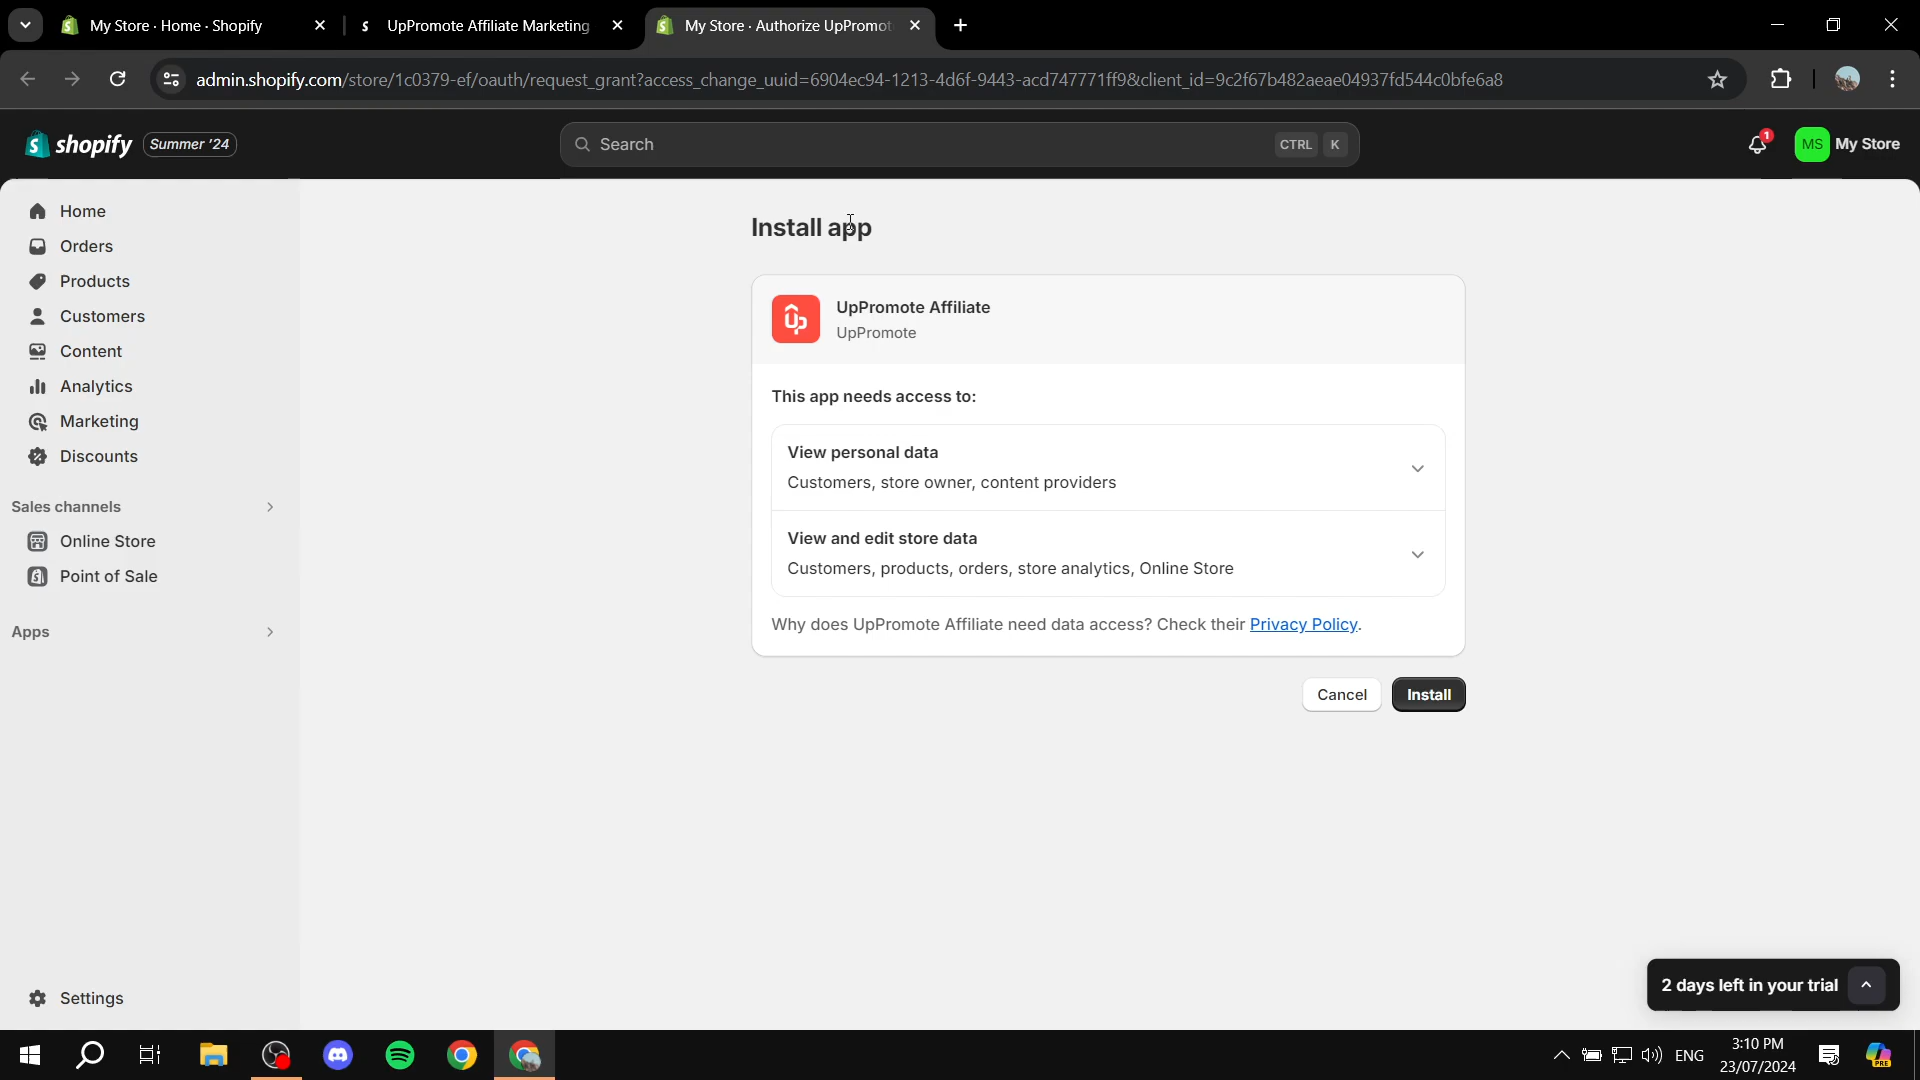 My Store · Home · Shopify
UpPromote Affiliate Marketing
My Store · Authorize UpPromot
admin.shopify.com/store/1c0379-ef/oauth/request_grant?access_change_uuid=6904ec94-1213-4d6f-9443-acd747771ff9&client_id=9c2f67b482aeae04937fd544c0bfe6a8
shopify
Summer '24
Search
CTRL K
1
MS
My Store
Home
Orders
Products
Customers
Content
Analytics
Marketing
Discounts
Sales channels
Online Store
Point of Sale
Apps
Settings
Install app
UpPromote Affiliate
UpPromote
This app needs access to:
View personal data
Customers, store owner, content providers
View and edit store data
Customers, products, orders, store analytics, Online Store
Why does UpPromote Affiliate need data access? Check their Privacy Policy.
Cancel
Install
2 days left in your trial
ENG
3:10 PM
23/07/2024
PRE